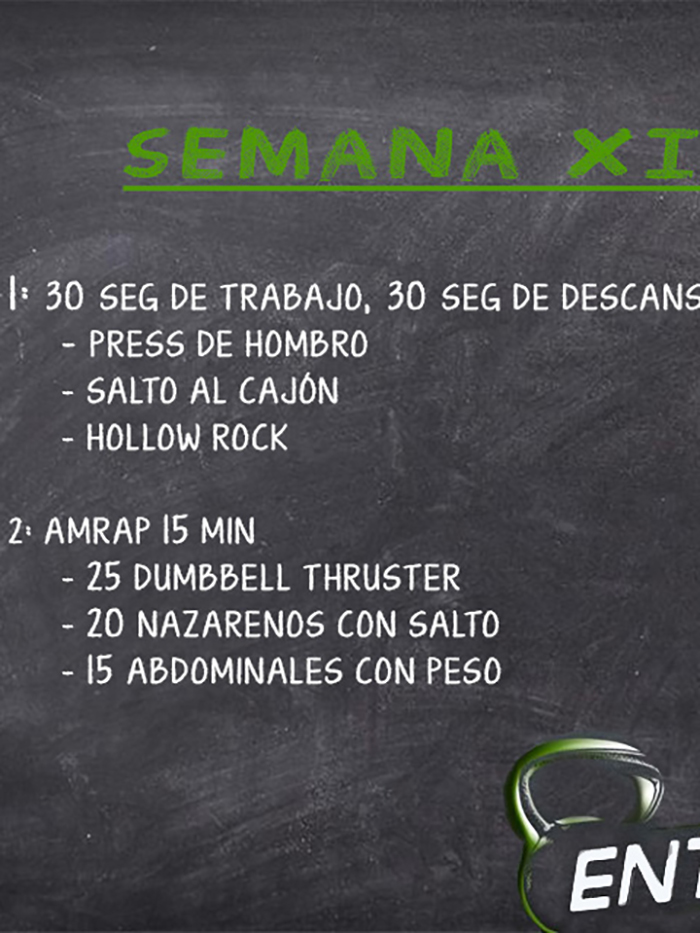 SEMANA XI
1: 30 SEG DE TRABAJO, 30 SEG DE DESCANS
- PRESS DE HOMBRO
- SALTO AL CAJÓN
- HOLLOW ROCK
2: AMRAP 15 MIN
- 25 DUMBBELL THRUSTER
- 20 NAZARENOS CON SALTO
- 15 ABDOMINALES CON PESO
ENT